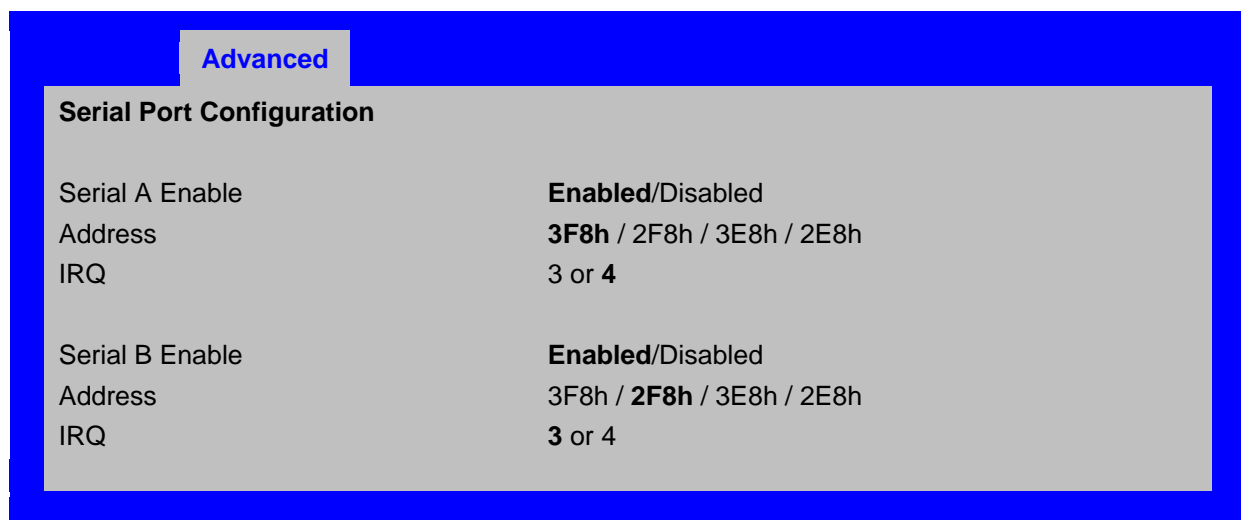 Advanced
Serial Port Configuration
Serial A Enable Enabled/Disabled
Address 3F8h / 2F8h / 3E8h / 2E8h
IRQ 3 or 4
Serial B Enable Enabled/Disabled
Address 3F8h / 2F8h / 3E8h / 2E8h
IRQ 3 or 4